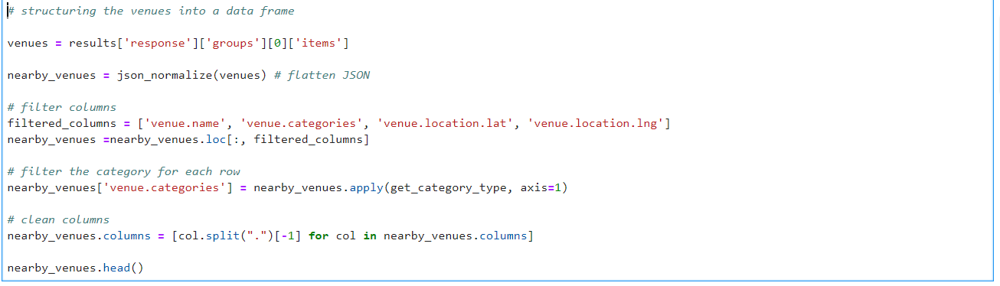 # structuring the venues into a data frame
venues = results['response']['groups'][0]['items']
nearby_venues = json_normalize(venues) # flatten JSON
# filter columns
filtered_columns = ['venue.name', 'venue.categories', 'venue.location.lat', 'venue.location.lng']
nearby_venues =nearby_venues.loc[:, filtered_columns]
# filter the category for each row
nearby_venues['venue.categories'] = nearby_venues.apply(get_category_type, axis=1)
# clean columns
nearby_venues.columns = [col.split(".")[-1] for col in nearby_venues.columns]
nearby_venues.head()